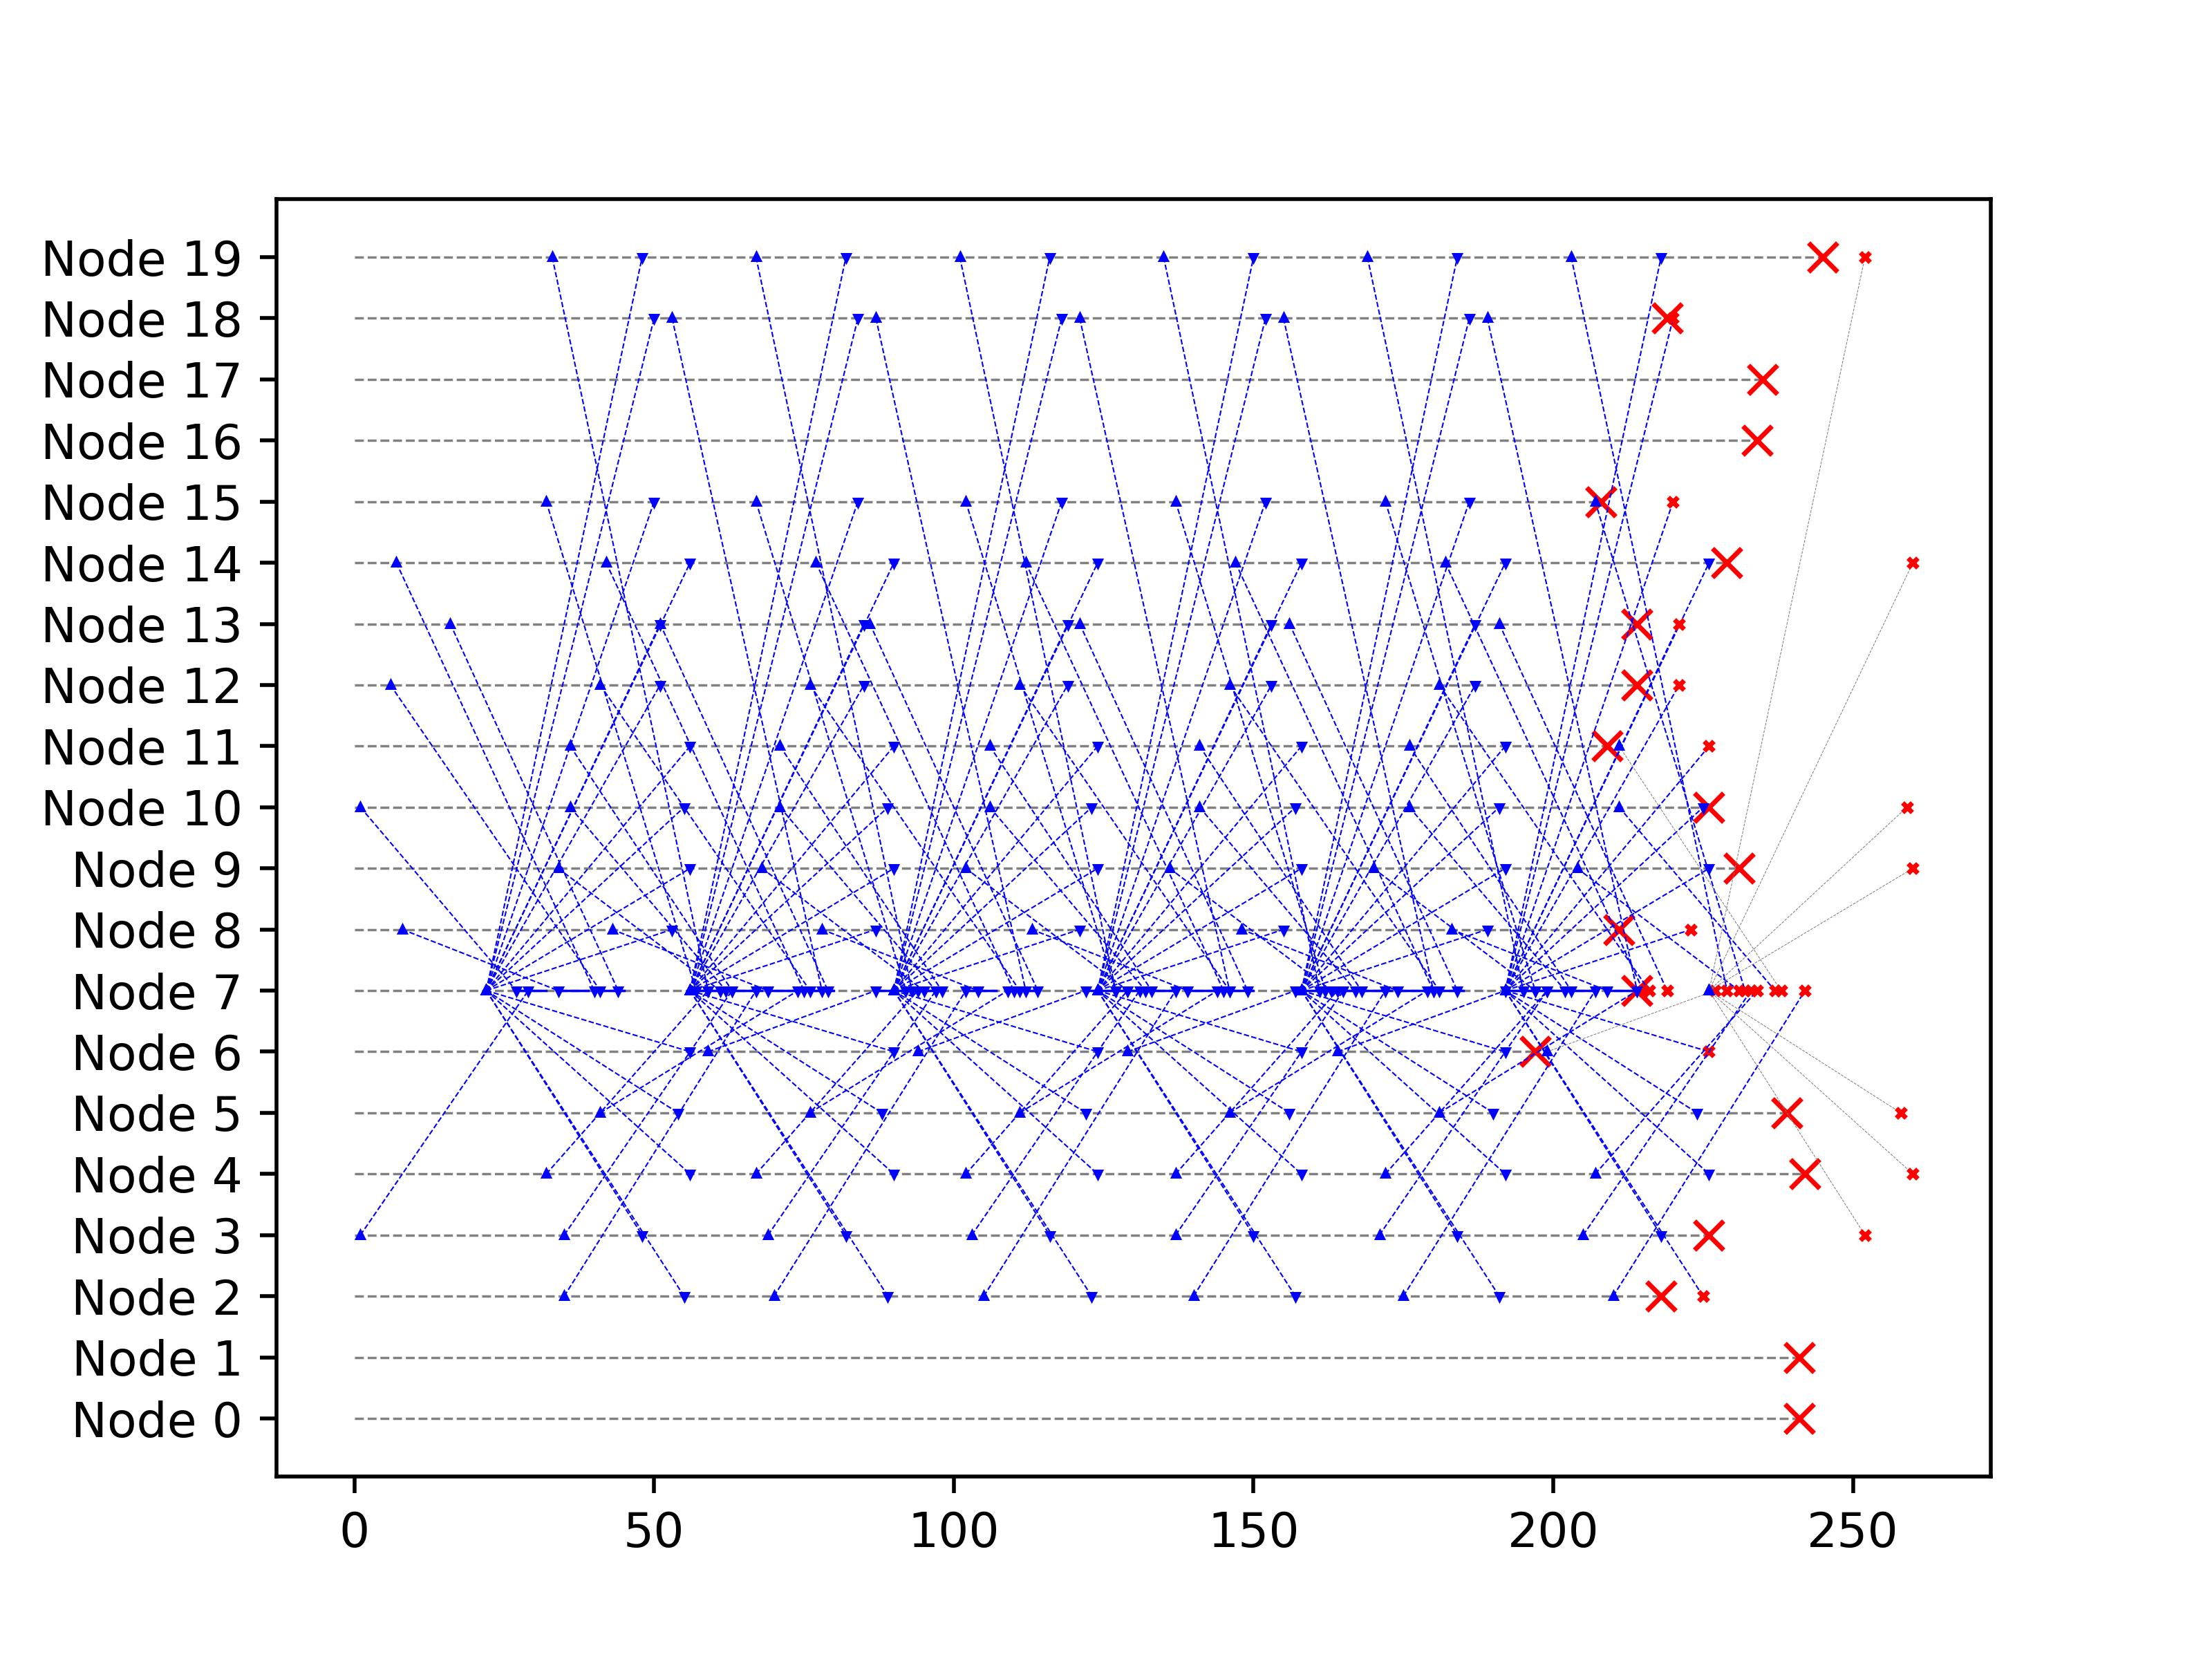 Node 19
Node 18
Node 17
Node 16
Node 15
Node 14
Node 13
Node 12
Node 11
Node 10
Node 9
Node 8
Node 7
Node 6
Node 5
Node 4
Node 3
Node 2
Node 1
Node 0
0 50 100 150 200 250